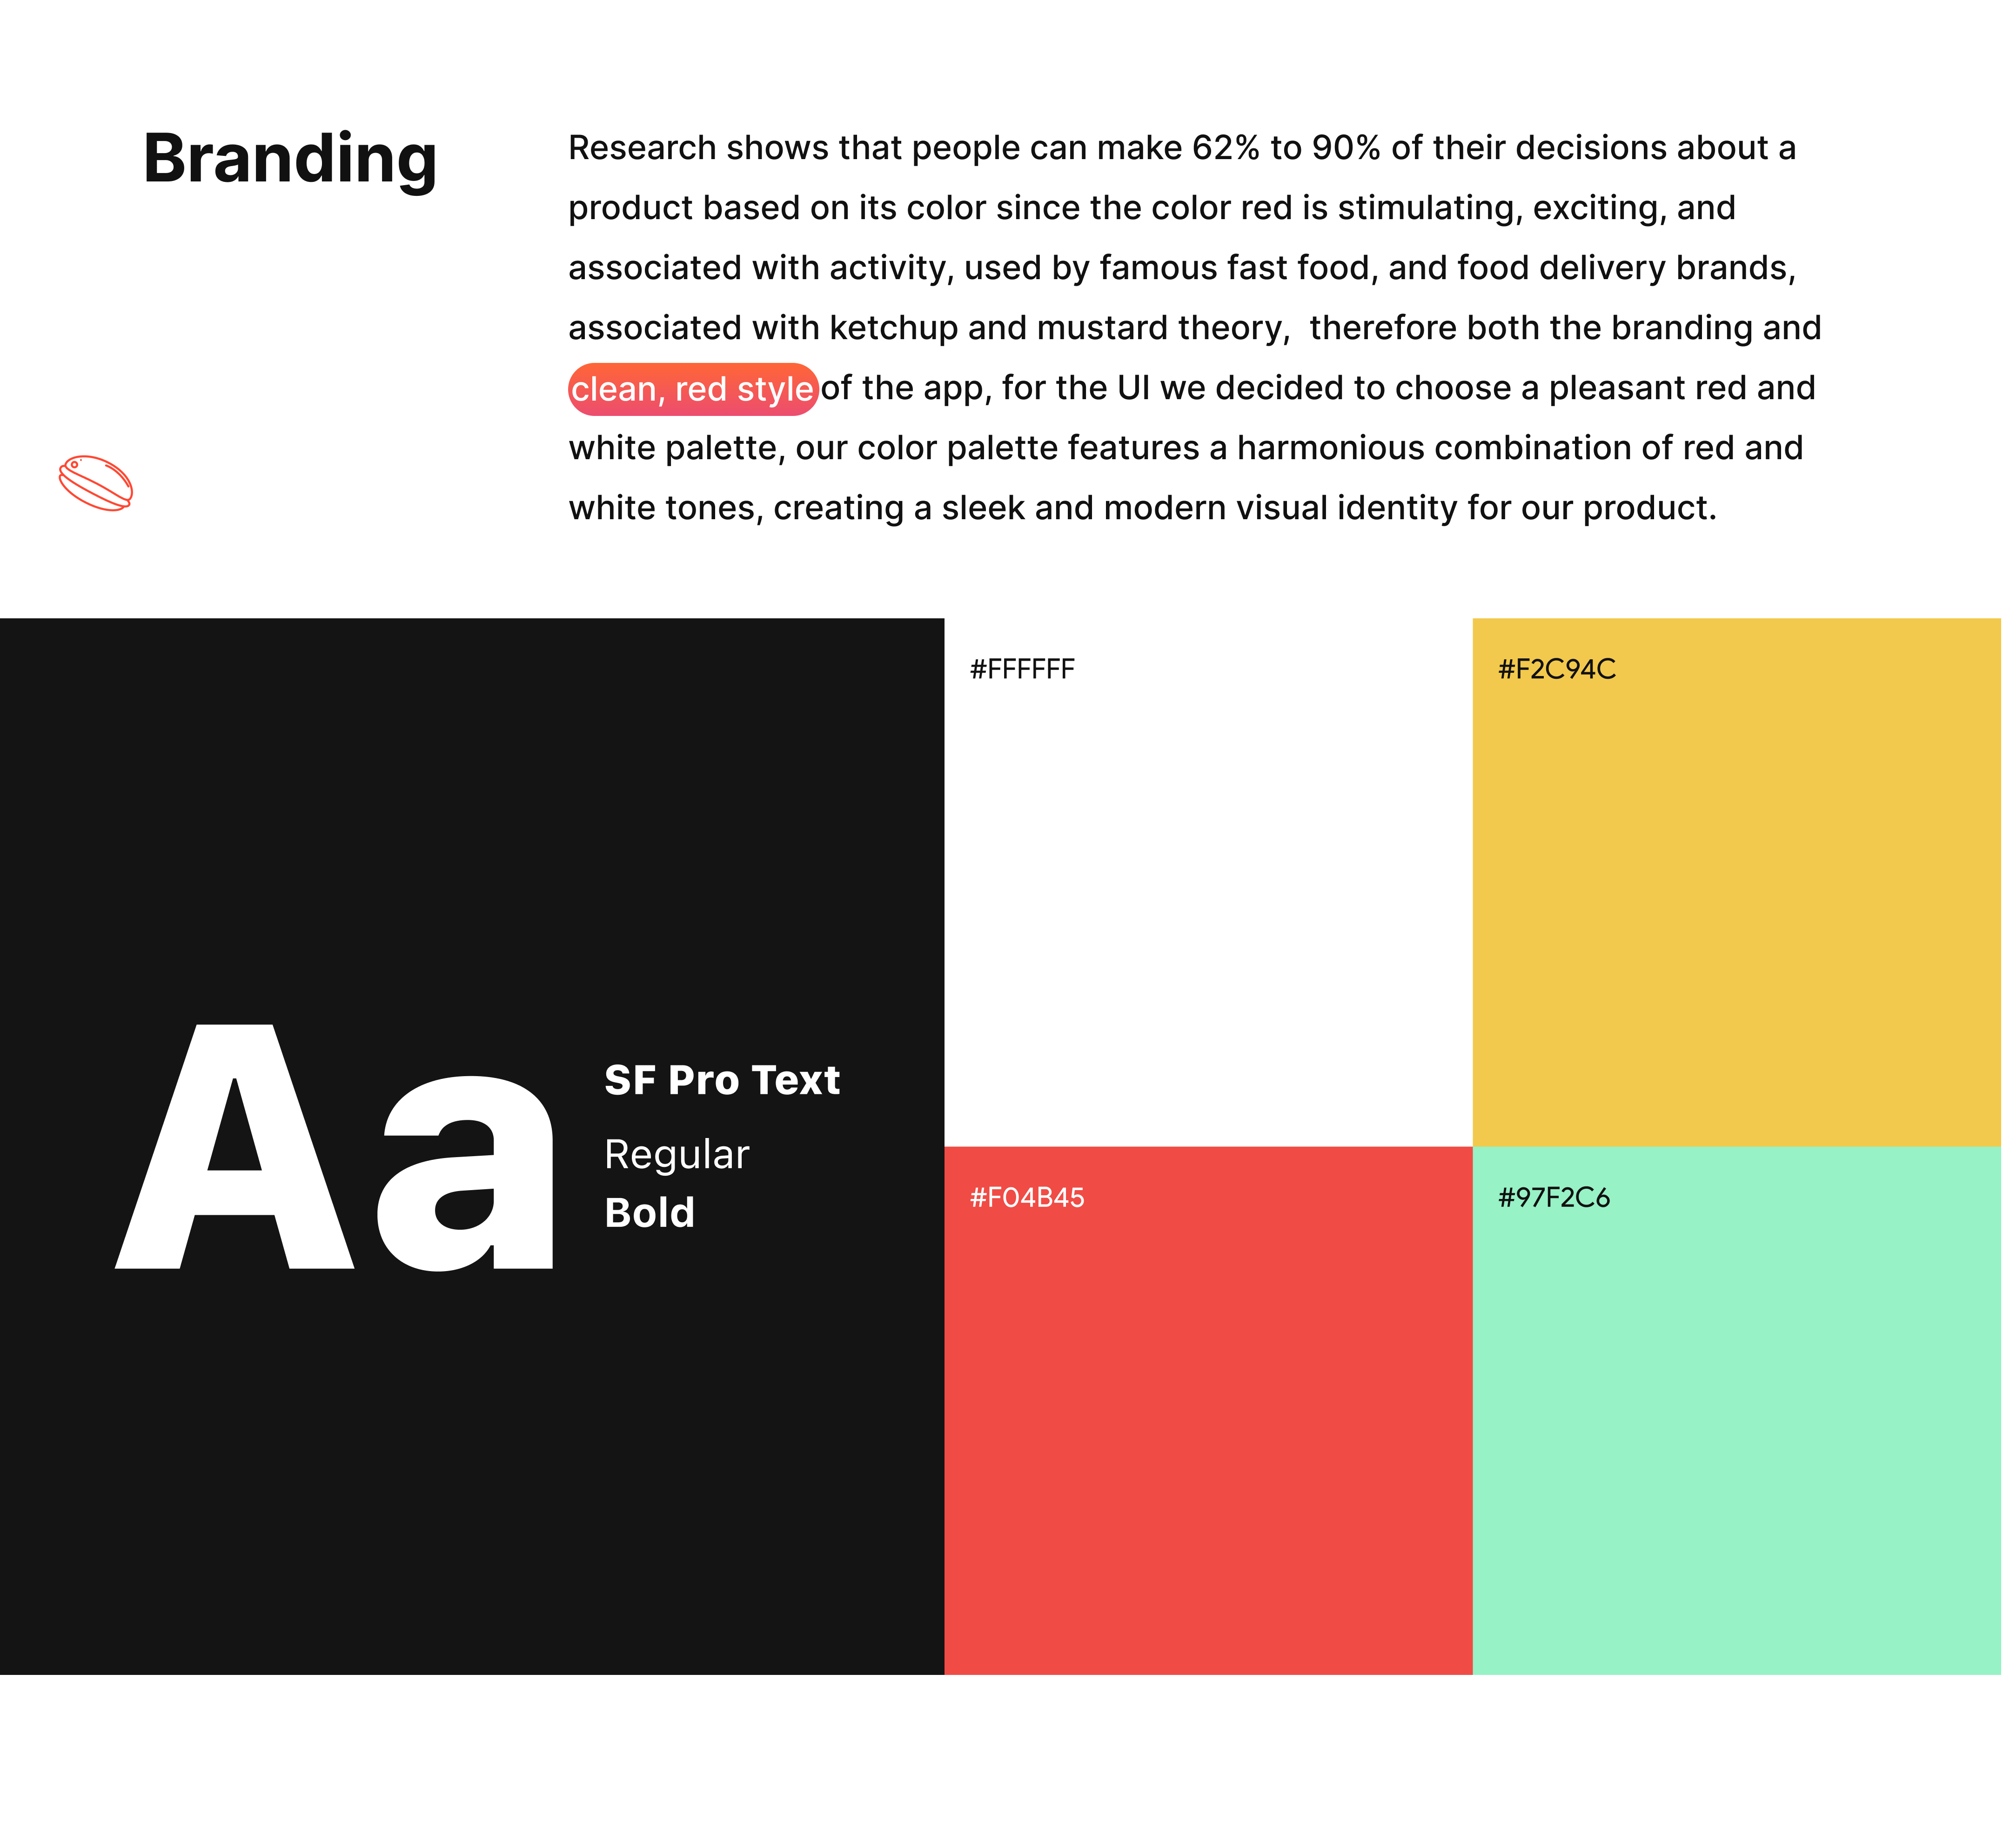 Branding
Research shows that people can make 62% to 90% of their decisions about a
product based on its color since the color red is stimulating, exciting, and
associated with activity, used by famous fast food, and food delivery brands,
associated with ketchup and mustard theory,  therefore both the branding and
clean, red style of the app, for the UI we decided to choose a pleasant red and
white palette, our color palette features a harmonious combination of red and
white tones, creating a sleek and modern visual identity for our product.
Aa
SF Pro Text
Regular
Bold
#FFFFFF
#F2C94C
#F04B45
#97F2C6